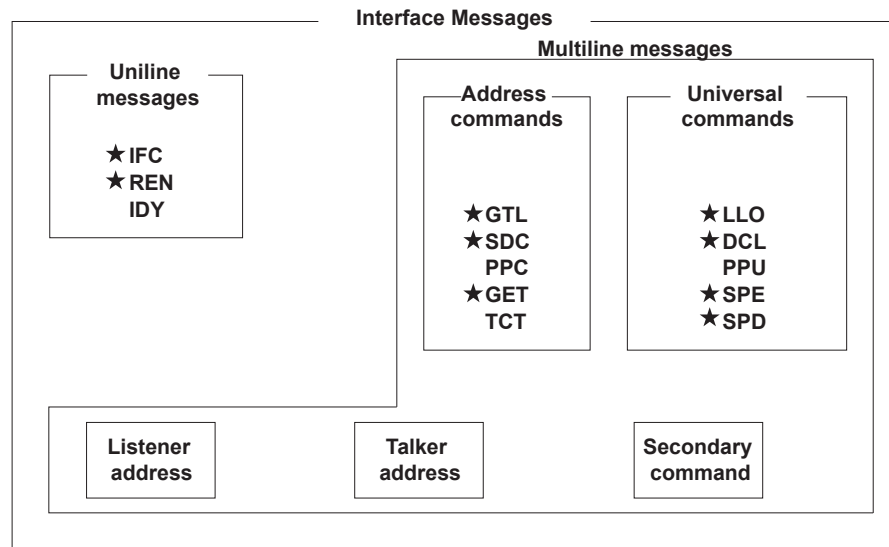 Interface Messages
Multiline messages
Uniline
messages
★ IFC
★ REN
IDY
Address
commands
★ GTL
★ SDC
PPC
★ GET
TCT
Universal
commands
★ LLO
★ DCL
PPU
★ SPE
★ SPD
Listener
address
Talker
address
Secondary
command